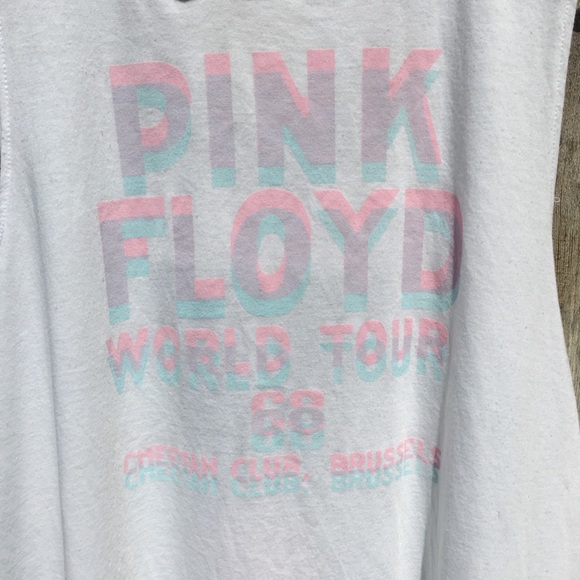 PINK
FLOYD
WORLD TOUR
68
CHEETAH CLUB, BRUSSELS